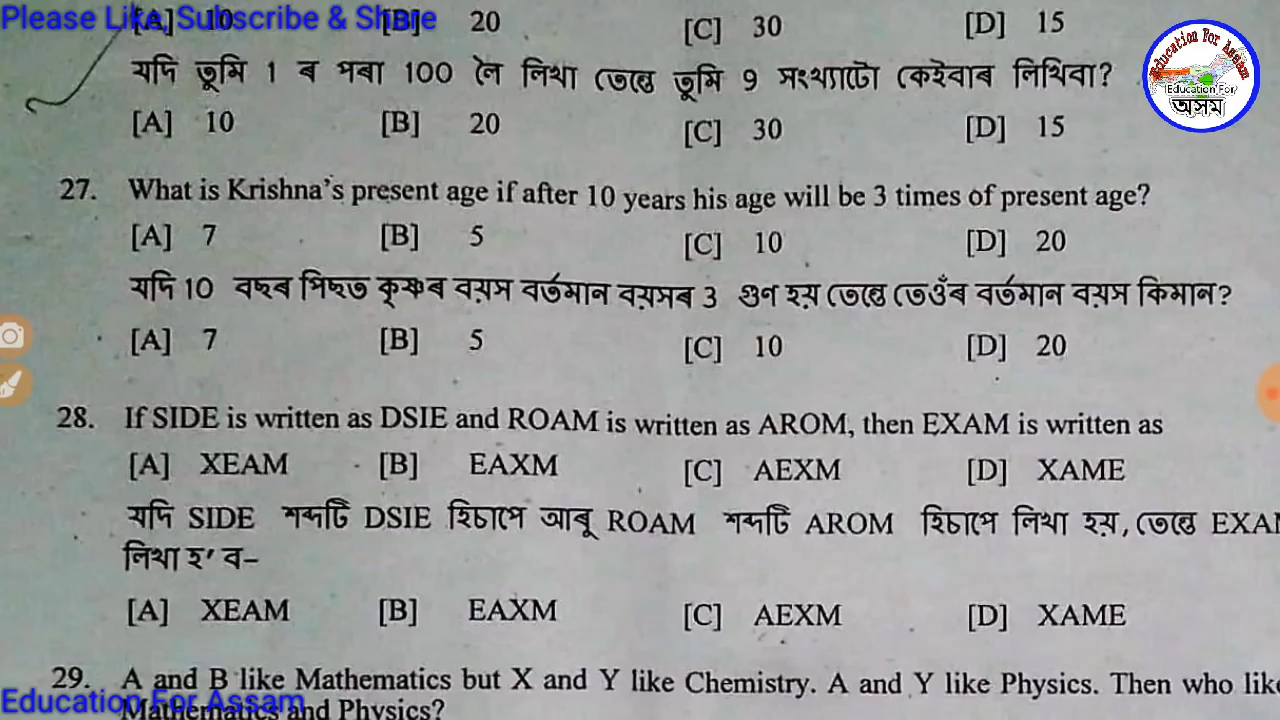 Please Like, Subscribe & Share
[A] 10 [B] 20 [C] 30 [D] 15
যদি তুমি 1 ৰ পৰা 100 লৈ লিখা তেন্তে তুমি 9 সংখ্যাটো কেইবাৰ লিখিবা?
[A] 10 [B] 20 [C] 30 [D] 15
Education For Assam
Education For
অসম
27. What is Krishna's present age if after 10 years his age will be 3 times of present age?
[A] 7 [B] 5 [C] 10 [D] 20
যদি 10 বছৰ পিছত কৃষ্ণৰ বয়স বৰ্তমান বয়সৰ 3 গুণ হয় তেন্তে তেওঁৰ বৰ্তমান বয়স কিমান?
[A] 7 [B] 5 [C] 10 [D] 20
28. If SIDE is written as DSIE and ROAM is written as AROM, then EXAM is written as
[A] XEAM [B] EAXM [C] AEXM [D] XAME
যদি SIDE শব্দটি DSIE হিচাপে আৰু ROAM শব্দটি AROM হিচাপে লিখা হয়, তেন্তে EXAM
লিখা হ' ব–
[A] XEAM [B] EAXM [C] AEXM [D] XAME
29. A and B like Mathematics but X and Y like Chemistry. A and Y like Physics. Then who like
Mathematics and Physics?
Education For Assam